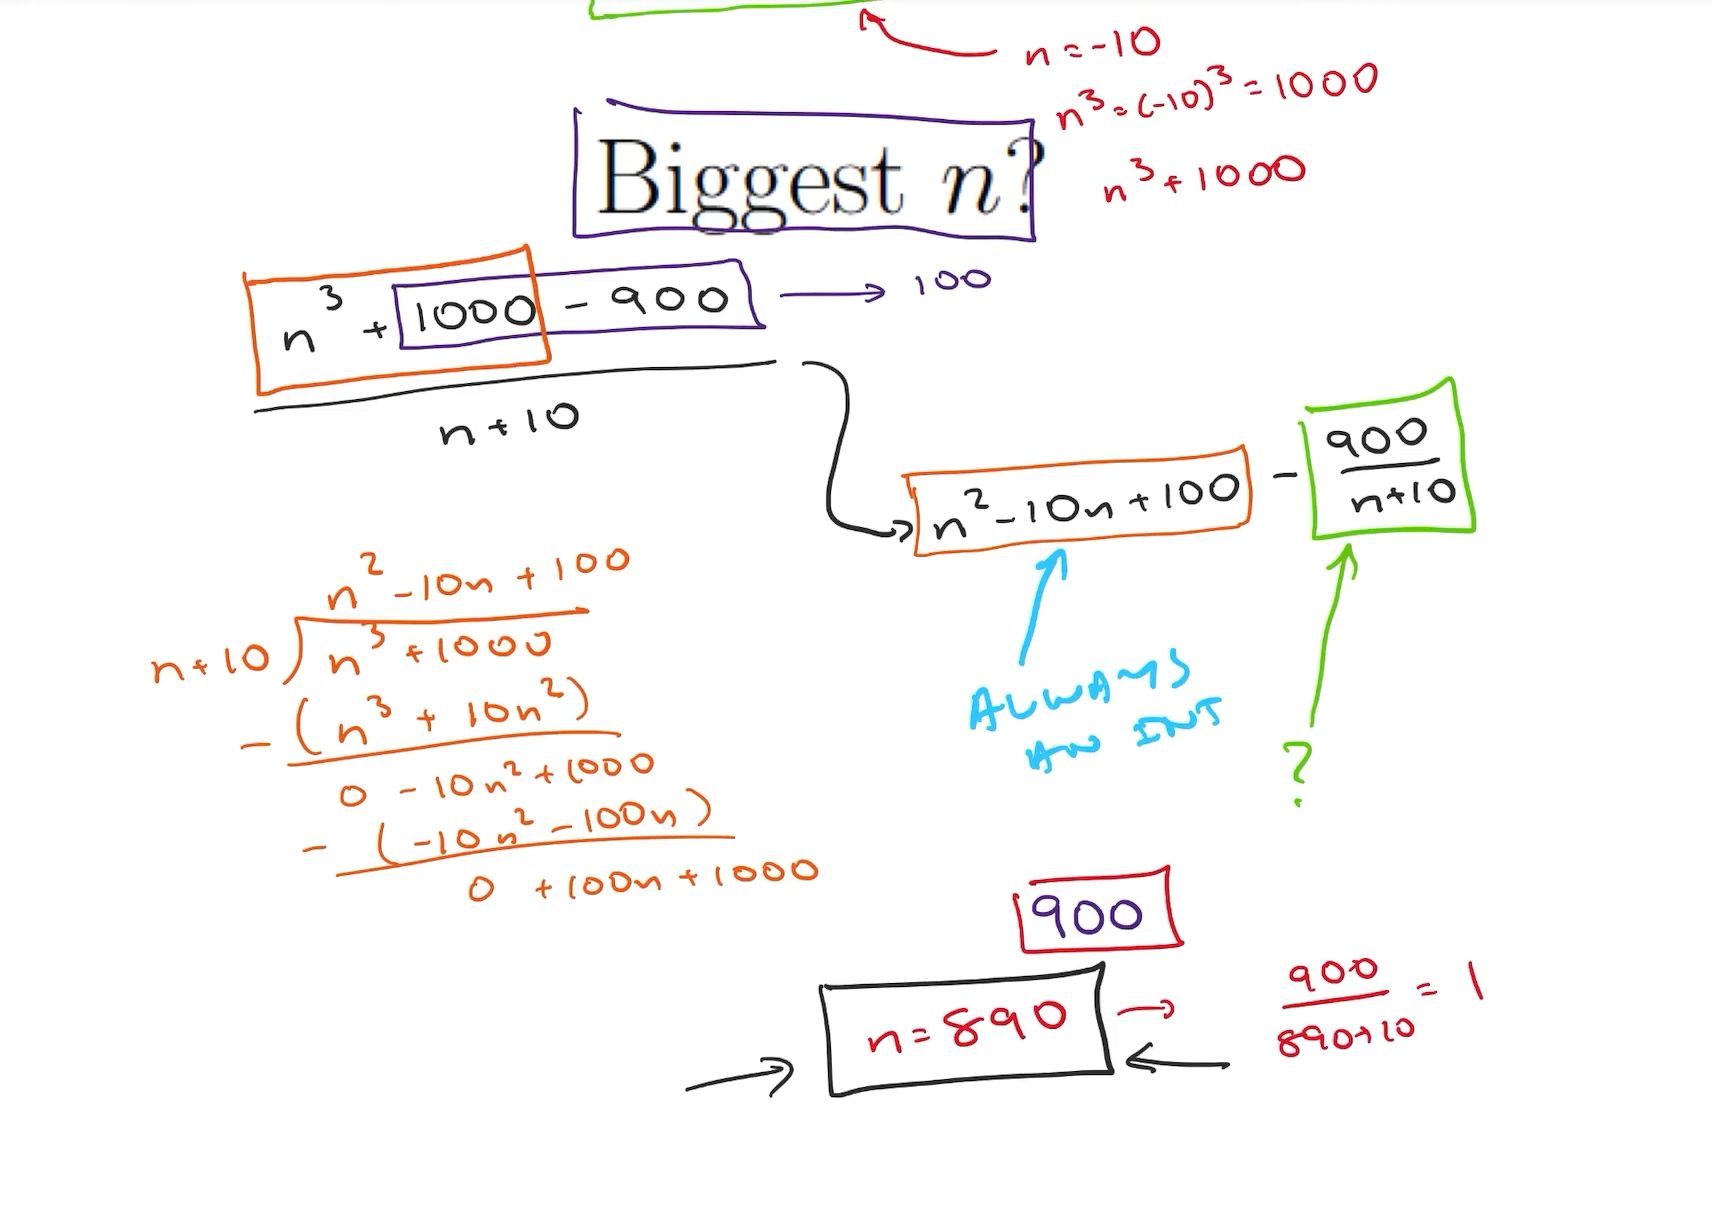 n = -10
n³ = (-10)³ = 1000
n³ + 1000
Biggest n?
n³ + 1000 - 900 → 100
n + 10
n² - 10n + 100 - 900
n+10
ALWAYS
AN INT
?
n² - 10n + 100
n + 10 ) n³ + 1000
- (n³ + 10n²)
0 - 10n² + 1000
- (-10n² - 100n)
0 + 100n + 1000
900
n = 890 → 900 = 1
890+10